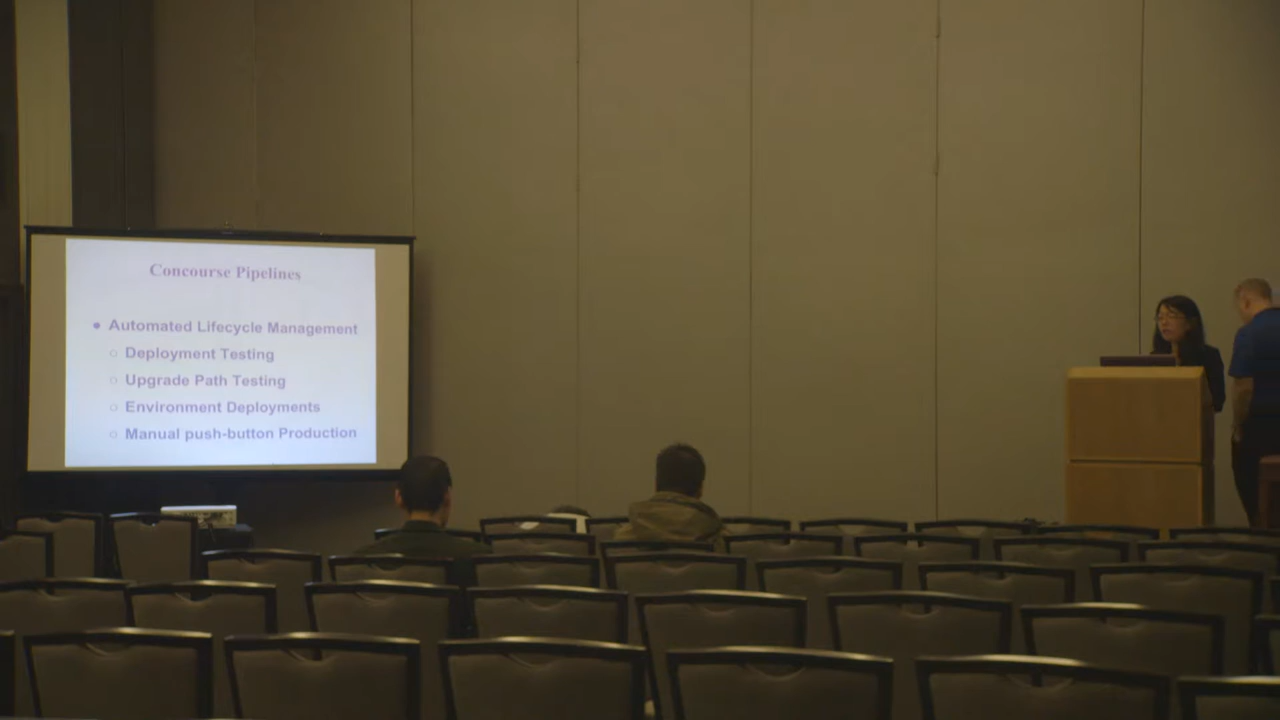 Concourse Pipelines
● Automated Lifecycle Management
○ Deployment Testing
○ Upgrade Path Testing
○ Environment Deployments
○ Manual push-button Production